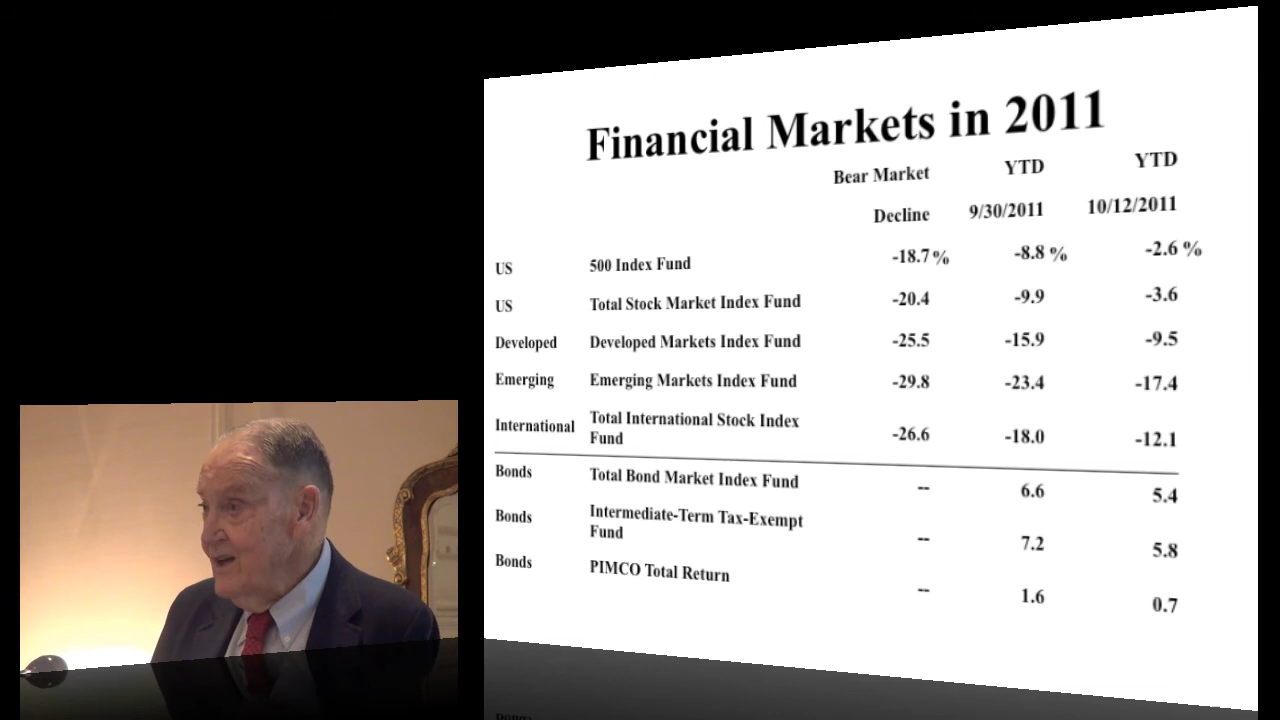 Financial Markets in 2011
Bear Market YTD YTD
Decline 9/30/2011 10/12/2011
US 500 Index Fund -18.7% -8.8 % -2.6 %
US Total Stock Market Index Fund -20.4 -9.9 -3.6
Developed Developed Markets Index Fund -25.5 -15.9 -9.5
Emerging Emerging Markets Index Fund -29.8 -23.4 -17.4
International Total International Stock Index
Fund -26.6 -18.0 -12.1
Bonds Total Bond Market Index Fund -- 6.6 5.4
Bonds Intermediate-Term Tax-Exempt
Fund -- 7.2 5.8
Bonds PIMCO Total Return -- 1.6 0.7